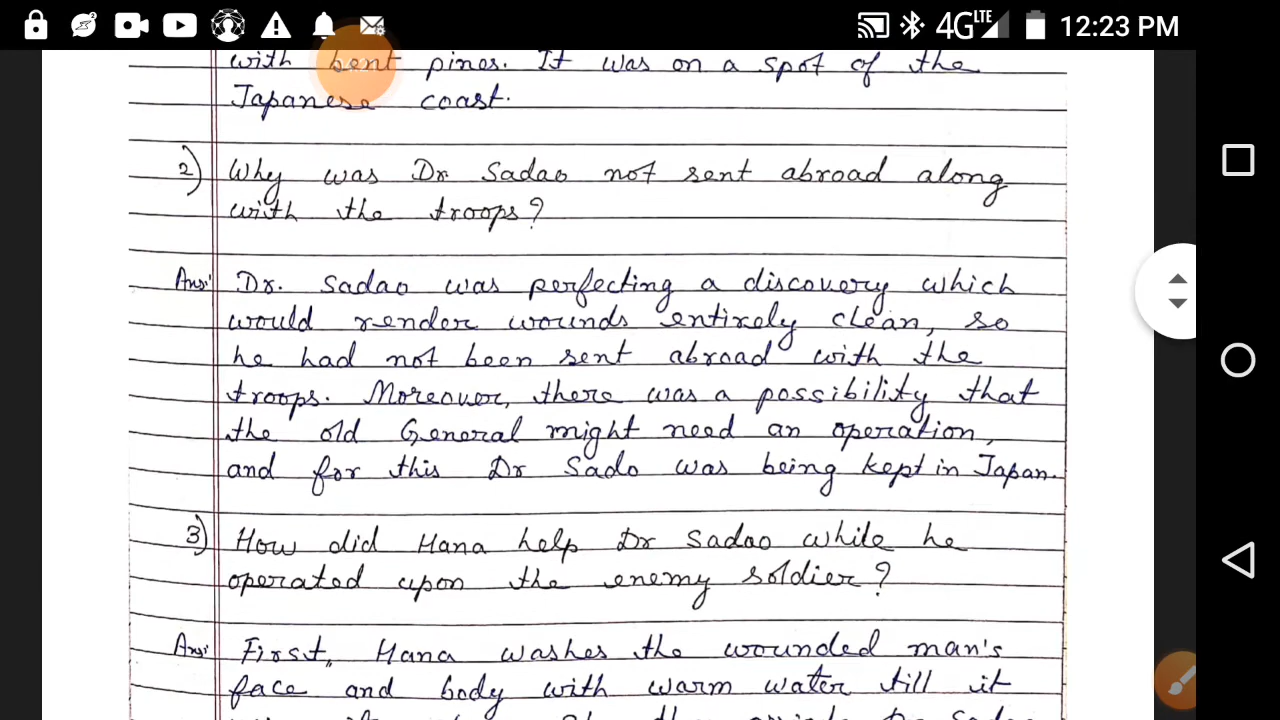 4G LTE 12:23 PM
with bent pines. It was on a spot of the
Japanese coast.
2) Why was Dr Sadao not sent abroad along
with the troops?
Ans: Dr. Sadao was perfecting a discovery which
would render wounds entirely clean, so
he had not been sent abroad with the
troops. Moreover, there was a possibility that
the old General might need an operation,
and for this Dr Sado was being kept in Japan.
3) How did Hana help Dr Sadao while he
operated upon the enemy soldier?
Ans: First, Hana washes the wounded man's
face and body with warm water till it